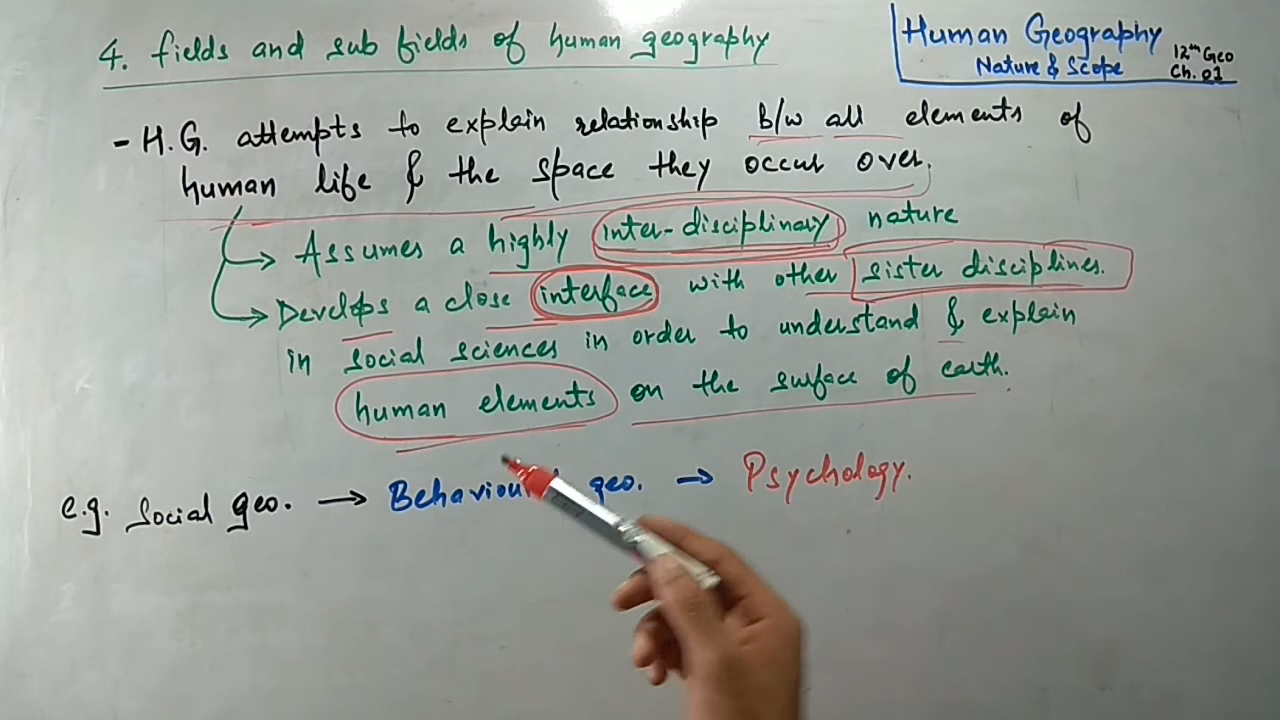 4. fields and sub fields of human geography
Human Geography
Nature & Scope
12th Geo
Ch. 01
- H.G. attempts to explain relationship b/w all elements of
human life & the space they occur over.
→ Assumes a highly inter-disciplinary nature
→ Develops a close interface with other sister disciplines.
in social sciences in order to understand & explain
human elements on the surface of earth.
e.g. Social geo. → Behavioural geo. → Psychology.